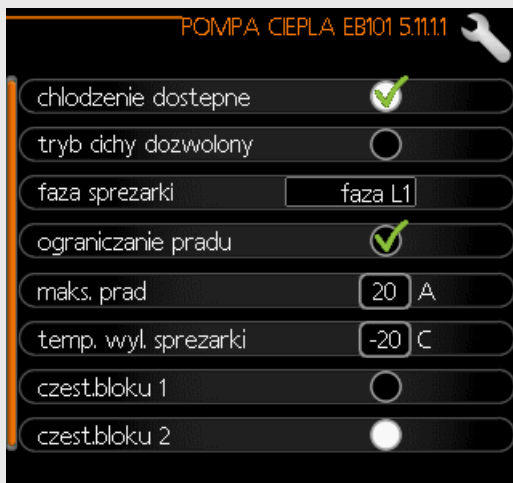 POMPA CIEPLA EB101 5.11.1.1
chlodzenie dostepne
tryb cichy dozwolony
faza sprezarki faza L1
ograniczanie pradu
maks. prad 20 A
temp. wyl. sprezarki -20 C
czest.bloku 1
czest.bloku 2